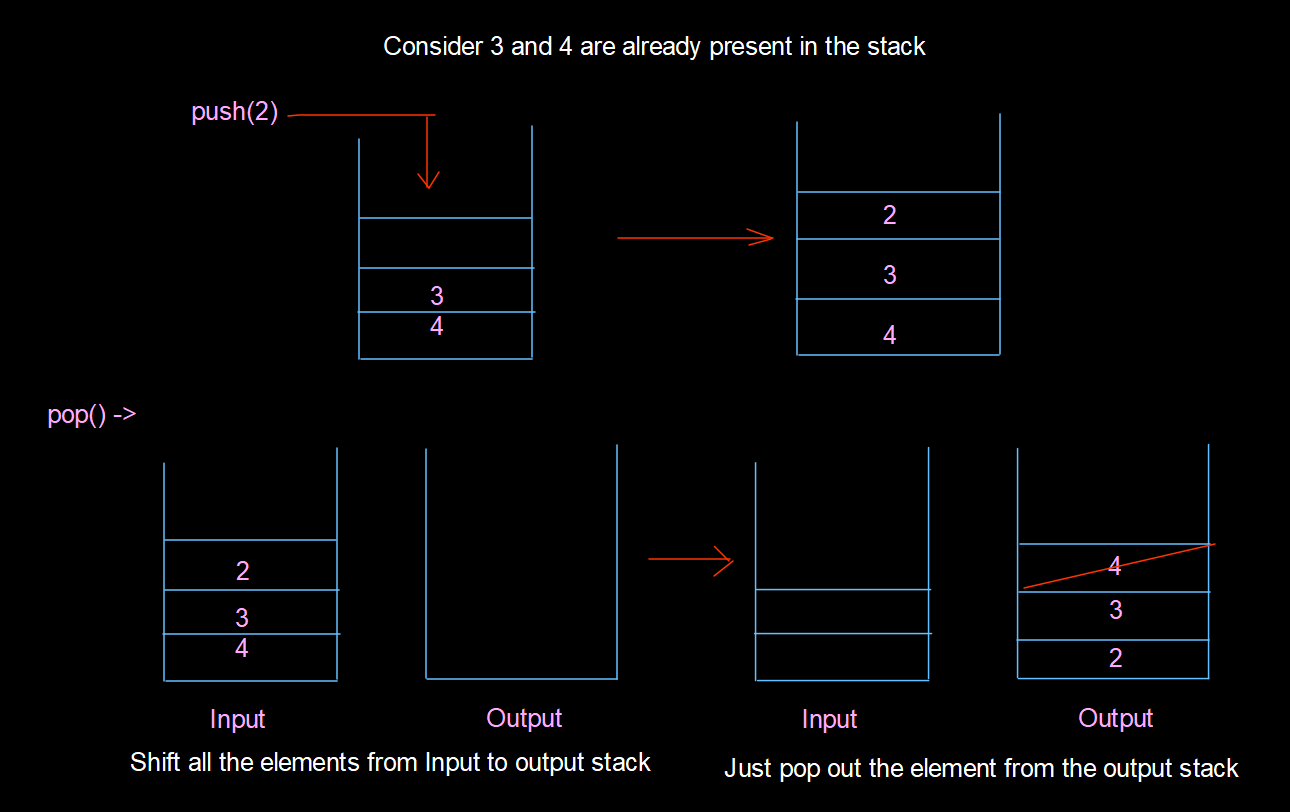 Consider 3 and 4 are already present in the stack
push(2)
2
3
3
4
4
pop() ->
2
3
4
4
3
2
Input
Output
Input
Output
Shift all the elements from Input to output stack
Just pop out the element from the output stack